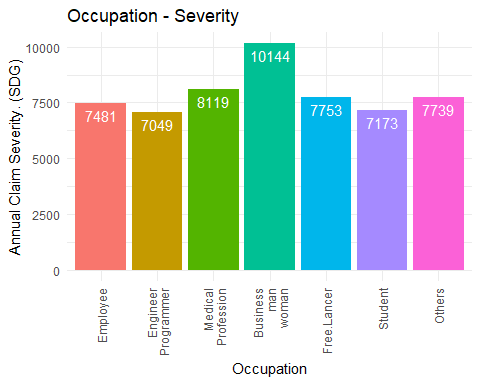 Occupation - Severity
Annual Claim Severity . (SDG)
10000
7500
5000
2500
0
7481
7049
8119
10144
7753
7173
7739
Employee
Engineer
Programmer
Medical
Profession
Business
man
woman
Free.Lancer
Student
Others
Occupation